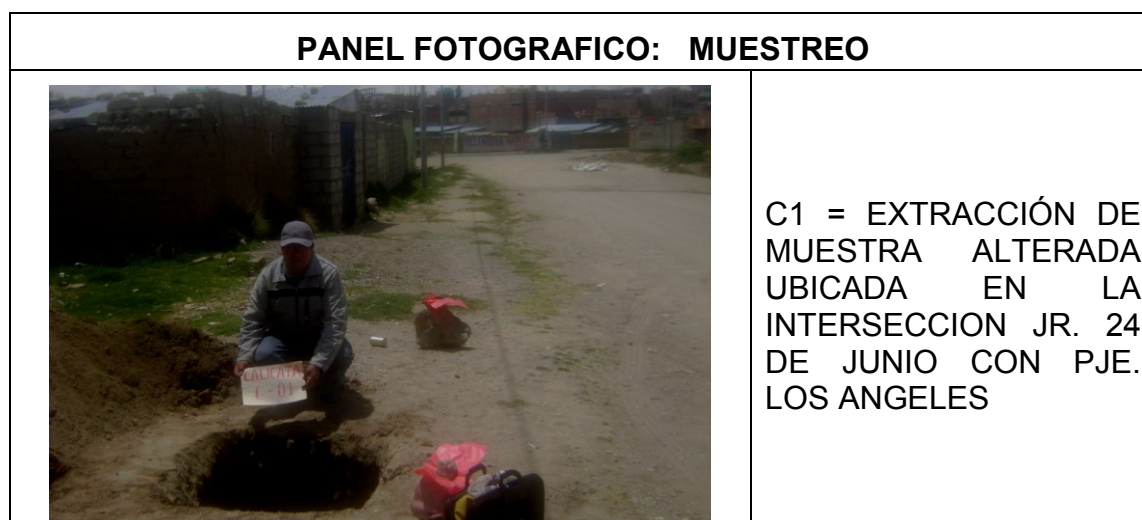 PANEL FOTOGRAFICO: MUESTREO
C1 = EXTRACCIÓN DE
MUESTRA ALTERADA
UBICADA EN LA
INTERSECCION JR. 24
DE JUNIO CON PJE.
LOS ANGELES
CALICATA